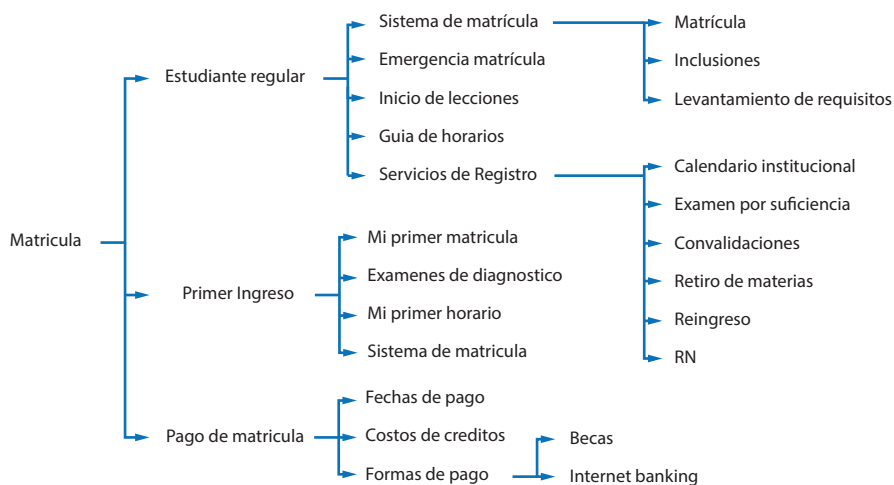 Matricula
Estudiante regular
Sistema de matrícula
Matrícula
Inclusiones
Levantamiento de requisitos
Emergencia matrícula
Inicio de lecciones
Guia de horarios
Servicios de Registro
Calendario institucional
Examen por suficiencia
Convalidaciones
Retiro de materias
Reingreso
RN
Primer Ingreso
Mi primer matricula
Examenes de diagnostico
Mi primer horario
Sistema de matricula
Pago de matricula
Fechas de pago
Costos de creditos
Formas de pago
Becas
Internet banking